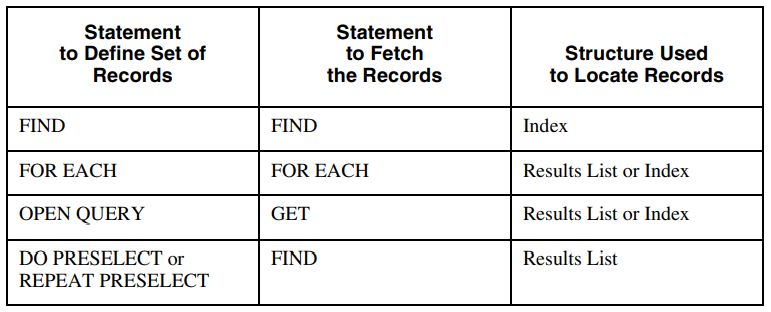 Statement
to Define Set of
Records
Statement
to Fetch
the Records
Structure Used
to Locate Records
FIND
FIND
Index
FOR EACH
FOR EACH
Results List or Index
OPEN QUERY
GET
Results List or Index
DO PRESELECT or
REPEAT PRESELECT
FIND
Results List